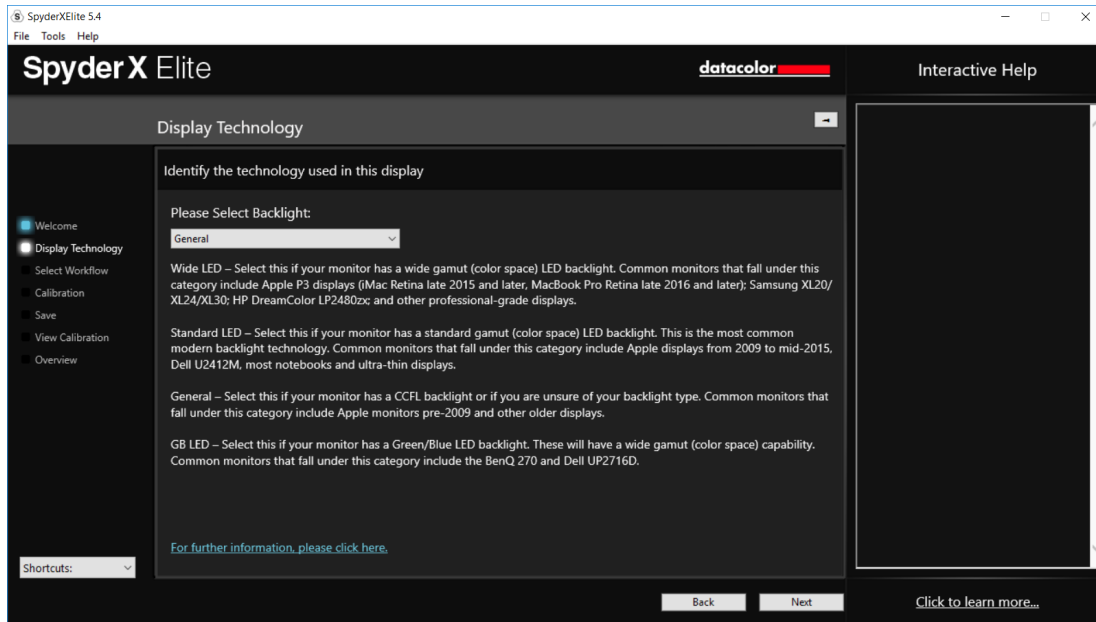 SpyderXElite 5.4
File Tools Help
Spyder X Elite
datacolor
Interactive Help
Display Technology
Identify the technology used in this display
Welcome
Display Technology
Select Workflow
Calibration
Save
View Calibration
Overview
Please Select Backlight:
General
Wide LED – Select this if your monitor has a wide gamut (color space) LED backlight. Common monitors that fall under this
category include Apple P3 displays (iMac Retina late 2015 and later, MacBook Pro Retina late 2016 and later); Samsung XL20/
XL24/XL30; HP DreamColor LP2480zx; and other professional-grade displays.
Standard LED – Select this if your monitor has a standard gamut (color space) LED backlight. This is the most common
modern backlight technology. Common monitors that fall under this category include Apple displays from 2009 to mid-2015,
Dell U2412M, most notebooks and ultra-thin displays.
General – Select this if your monitor has a CCFL backlight or if you are unsure of your backlight type. Common monitors that
fall under this category include Apple monitors pre-2009 and other older displays.
GB LED – Select this if your monitor has a Green/Blue LED backlight. These will have a wide gamut (color space) capability.
Common monitors that fall under this category include the BenQ 270 and Dell UP2716D.
For further information, please click here.
Shortcuts:
Back
Next
Click to learn more...